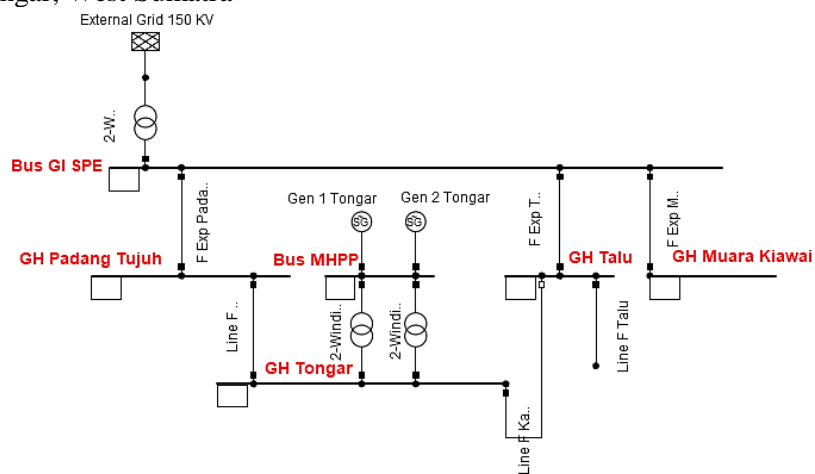 External Grid 150 KV
2-W..
Bus GI SPE
F Exp Pada..
Gen 1 Tongar
Gen 2 Tongar
SG
SG
F Exp T..
F Exp M..
GH Padang Tujuh
Bus MHPP
GH Talu
GH Muara Kiawai
Line F ..
2-Windi..
2-Windi..
Line F Talu
GH Tongar
Line F Ka..